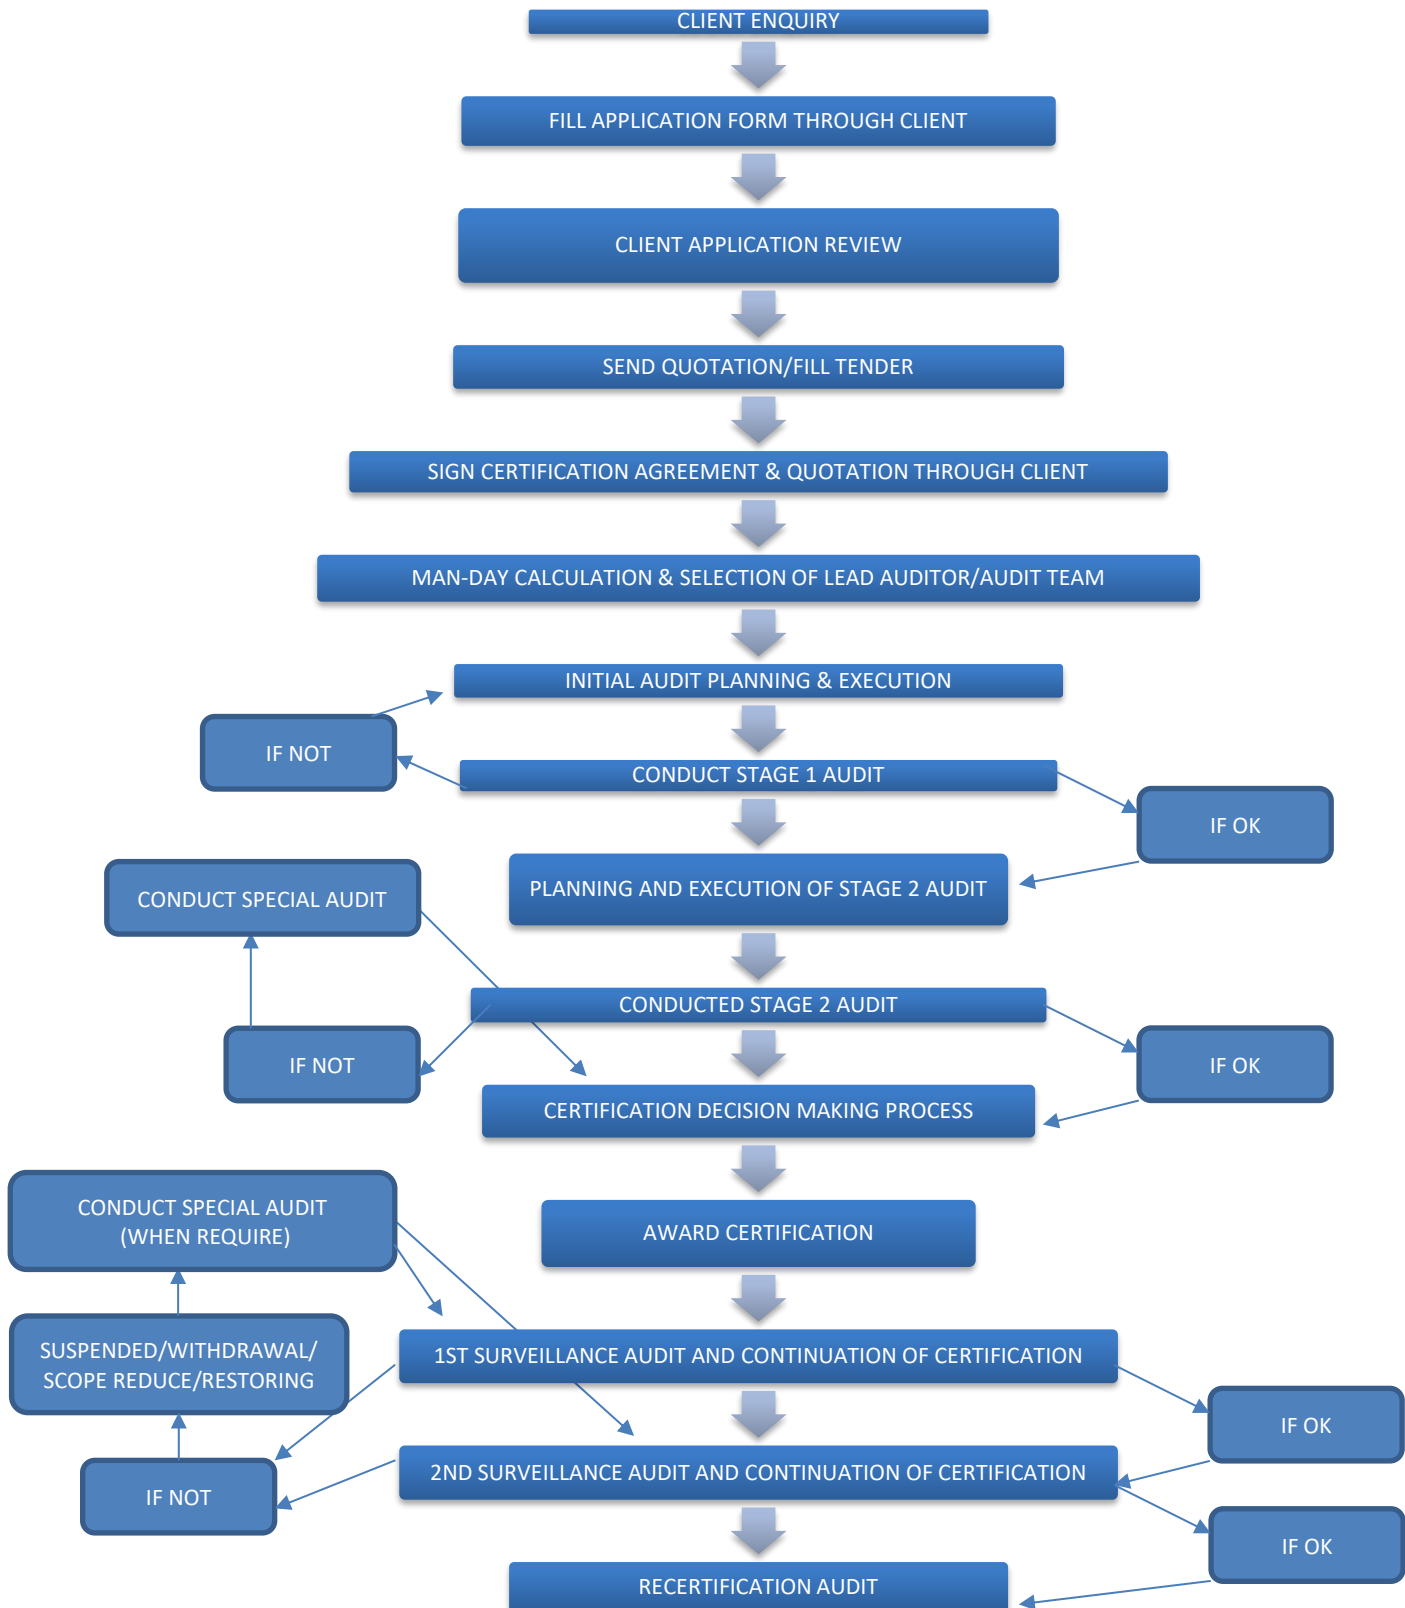 CLIENT ENQUIRY
FILL APPLICATION FORM THROUGH CLIENT
CLIENT APPLICATION REVIEW
SEND QUOTATION/FILL TENDER
SIGN CERTIFICATION AGREEMENT & QUOTATION THROUGH CLIENT
MAN-DAY CALCULATION & SELECTION OF LEAD AUDITOR/AUDIT TEAM
INITIAL AUDIT PLANNING & EXECUTION
IF NOT
CONDUCT STAGE 1 AUDIT
IF OK
PLANNING AND EXECUTION OF STAGE 2 AUDIT
CONDUCT SPECIAL AUDIT
CONDUCTED STAGE 2 AUDIT
IF NOT
IF OK
CERTIFICATION DECISION MAKING PROCESS
CONDUCT SPECIAL AUDIT
(WHEN REQUIRE)
AWARD CERTIFICATION
SUSPENDED/WITHDRAWAL/
SCOPE REDUCE/RESTORING
1ST SURVEILLANCE AUDIT AND CONTINUATION OF CERTIFICATION
IF OK
2ND SURVEILLANCE AUDIT AND CONTINUATION OF CERTIFICATION
IF NOT
IF OK
RECERTIFICATION AUDIT